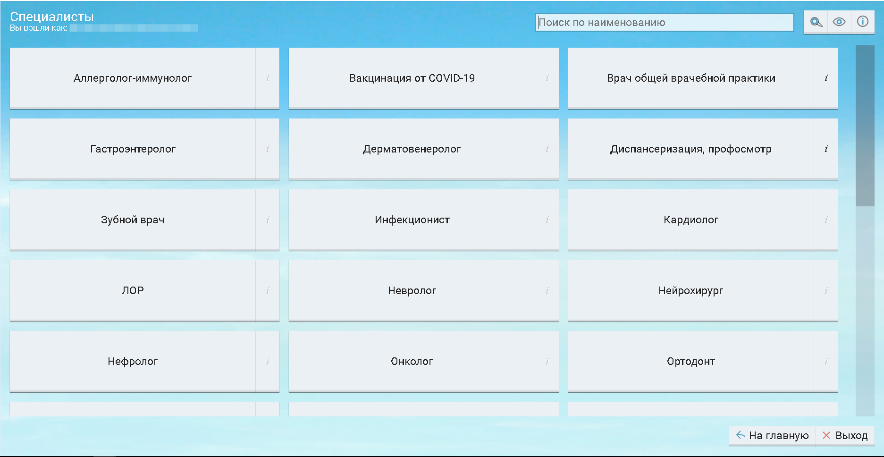 Специалисты
Вы вошли как:
Поиск по наименованию
Аллерголог-иммунолог i
Вакцинация от COVID-19 i
Врач общей врачебной практики i
Гастроэнтеролог i
Дерматовенеролог i
Диспансеризация, профосмотр i
Зубной врач i
Инфекционист i
Кардиолог i
ЛОР i
Невролог i
Нейрохирург i
Нефролог i
Онколог i
Ортодонт i
На главную
Выход